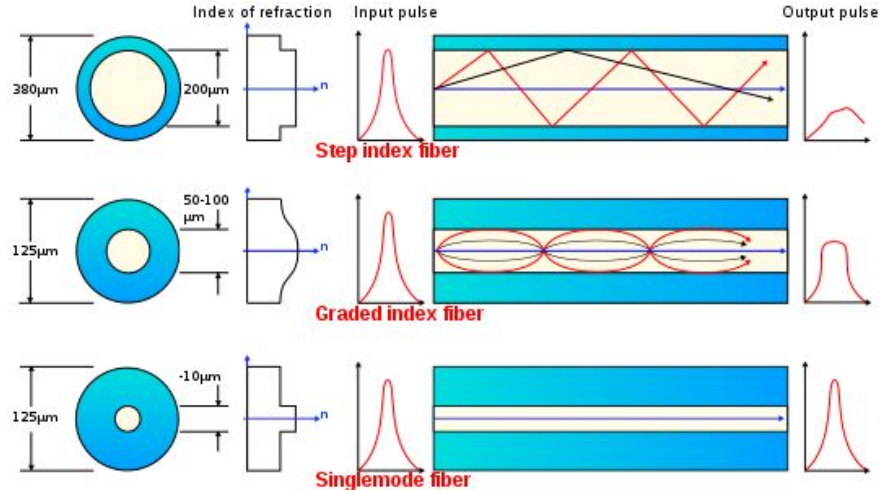 Index of refraction Input pulse Output pulse
380μm
200μm
n
Step index fiber
50-100
μm
125μm
n
Graded index fiber
-10μm
125μm
n
Singlemode fiber